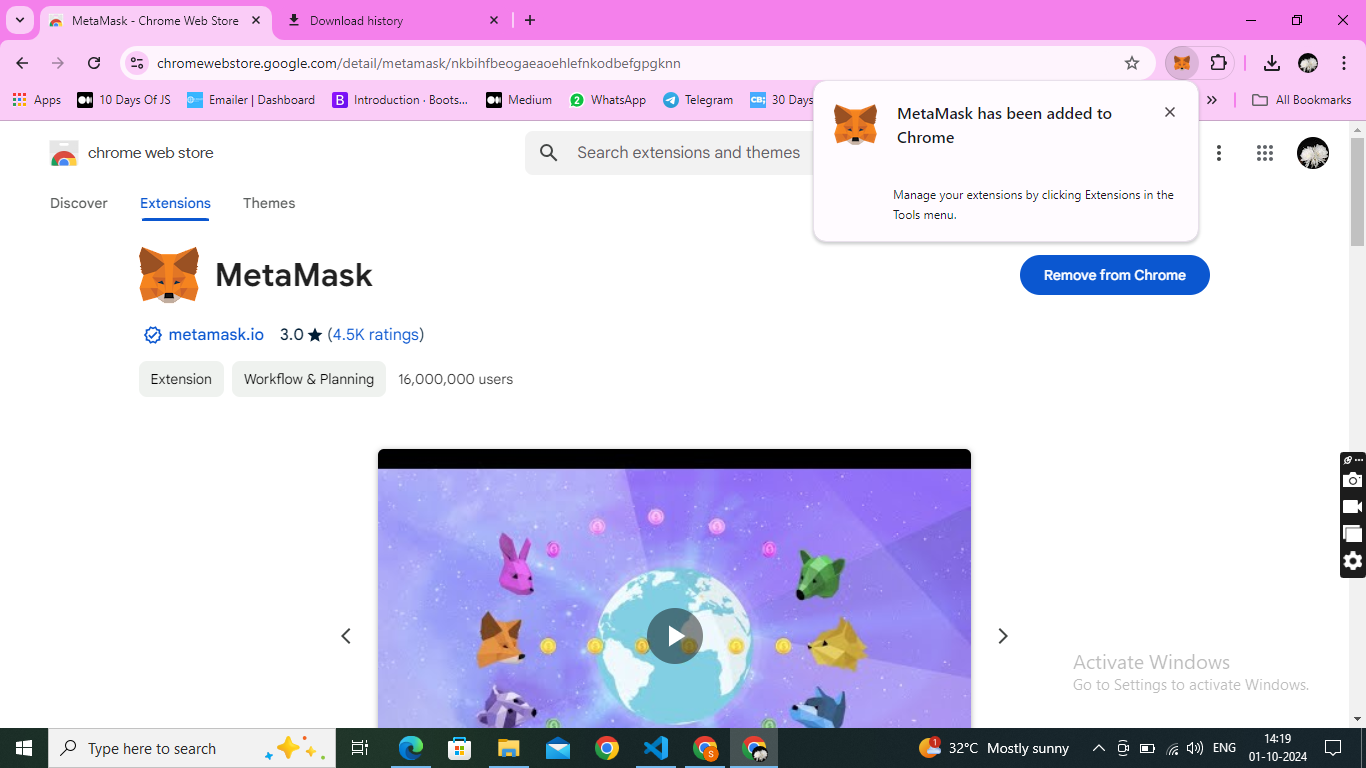 MetaMask - Chrome Web Store
Download history
chromewebstore.google.com/detail/metamask/nkbihfbeogaeaoehlefnkodbefgpgknn
Apps
10 Days Of JS
Emailer | Dashboard
Introduction · Boots...
Medium
WhatsApp
Telegram
30 Days
All Bookmarks
MetaMask has been added to
Chrome
Manage your extensions by clicking Extensions in the
Tools menu.
chrome web store
Search extensions and themes
Discover
Extensions
Themes
MetaMask
Remove from Chrome
metamask.io 3.0 ★ (4.5K ratings)
Extension
Workflow & Planning
16,000,000 users
Activate Windows
Go to Settings to activate Windows.
Type here to search
1
32°C Mostly sunny
ENG
14:19
01-10-2024